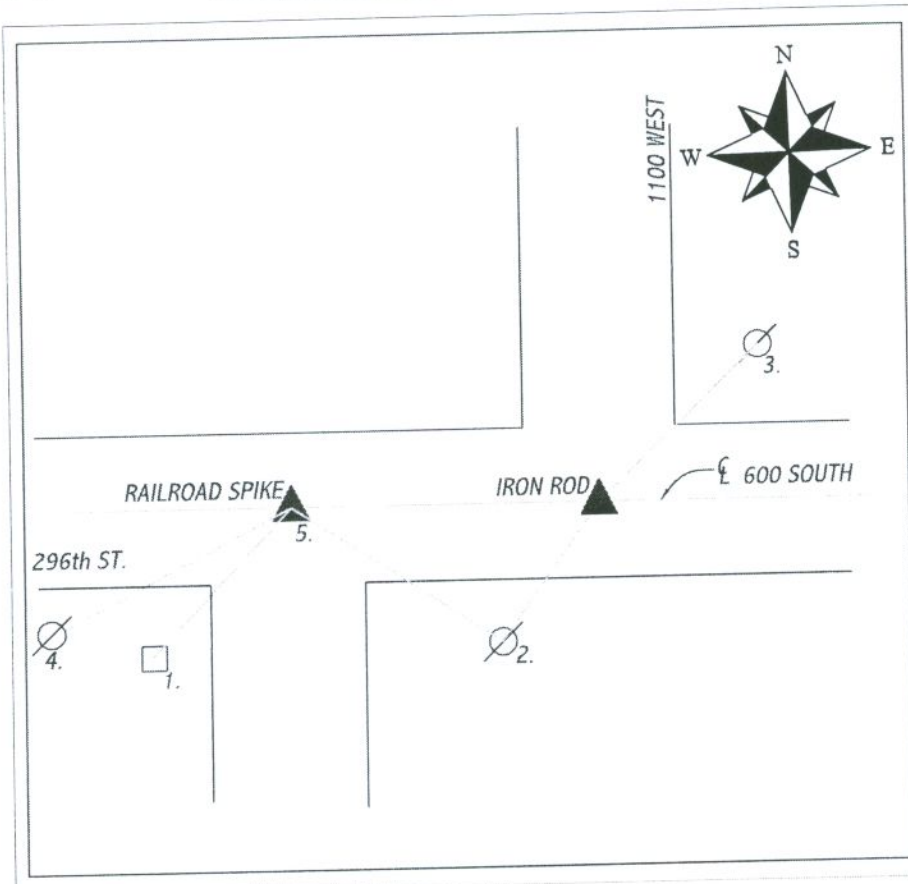 N
W
E
S
1100 WEST
3.
RAILROAD SPIKE
IRON ROD
℄ 600 SOUTH
5.
296th ST.
4.
1.
2.